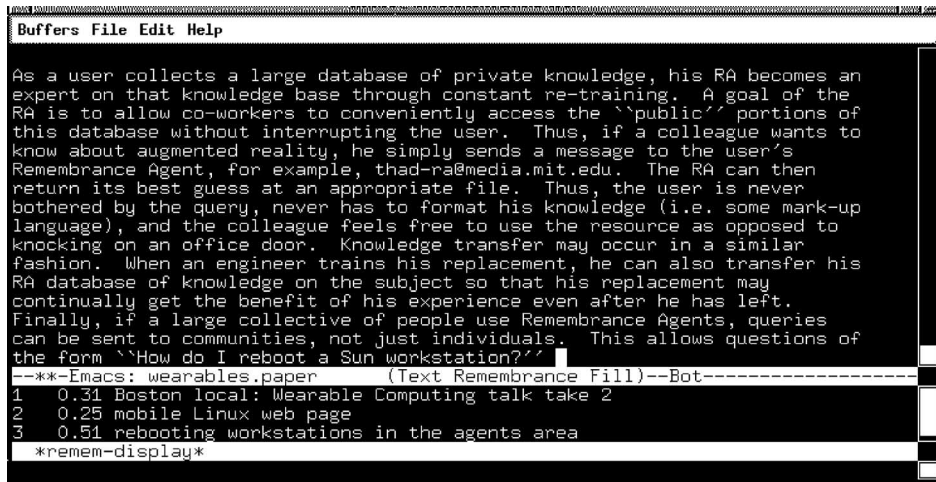 Buffers File Edit Help
As a user collects a large database of private knowledge, his RA becomes an
expert on that knowledge base through constant re-training.  A goal of the
RA is to allow co-workers to conveniently access the ``public'' portions of
this database without interrupting the user.  Thus, if a colleague wants to
know about augmented reality, he simply sends a message to the user's
Remembrance Agent, for example, thad-ra@media.mit.edu.  The RA can then
return its best guess at an appropriate file.  Thus, the user is never
bothered by the query, never has to format his knowledge (i.e. some mark-up
language), and the colleague feels free to use the resource as opposed to
knocking on an office door.  Knowledge transfer may occur in a similar
fashion.  When an engineer trains his replacement, he can also transfer his
RA database of knowledge on the subject so that his replacement may
continually get the benefit of his experience even after he has left.
Finally, if a large collective of people use Remembrance Agents, queries
can be sent to communities, not just individuals.  This allows questions of
the form ``How do I reboot a Sun workstation?''
--**-Emacs: wearables.paper      (Text Remembrance Fill)--Bot-------------------
1   0.31 Boston local: Wearable Computing talk take 2
2   0.25 mobile Linux web page
3   0.51 rebooting workstations in the agents area
*remem-display*